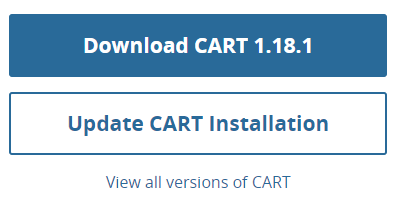 Download CART 1.18.1
Update CART Installation
View all versions of CART